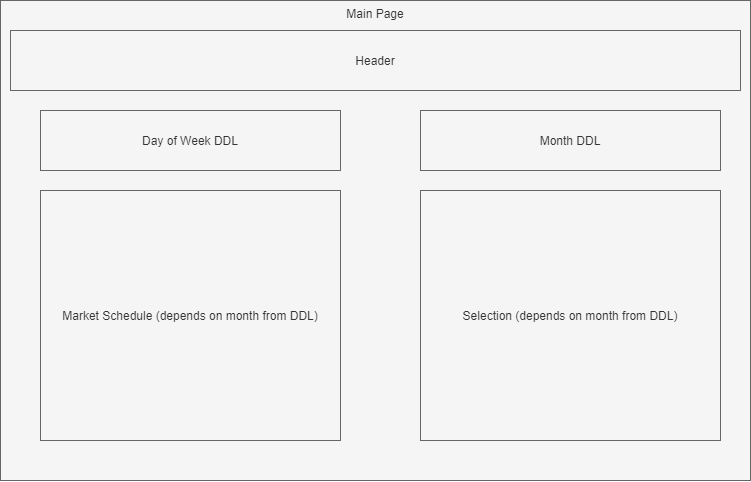 Main Page
Header
Day of Week DDL
Month DDL
Market Schedule (depends on month from DDL)
Selection (depends on month from DDL)